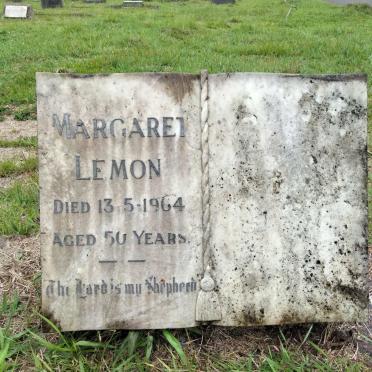 MARGARET
LEMON
DIED 13-5-1964
AGED 50 YEARS.
The Lord is my Shepherd